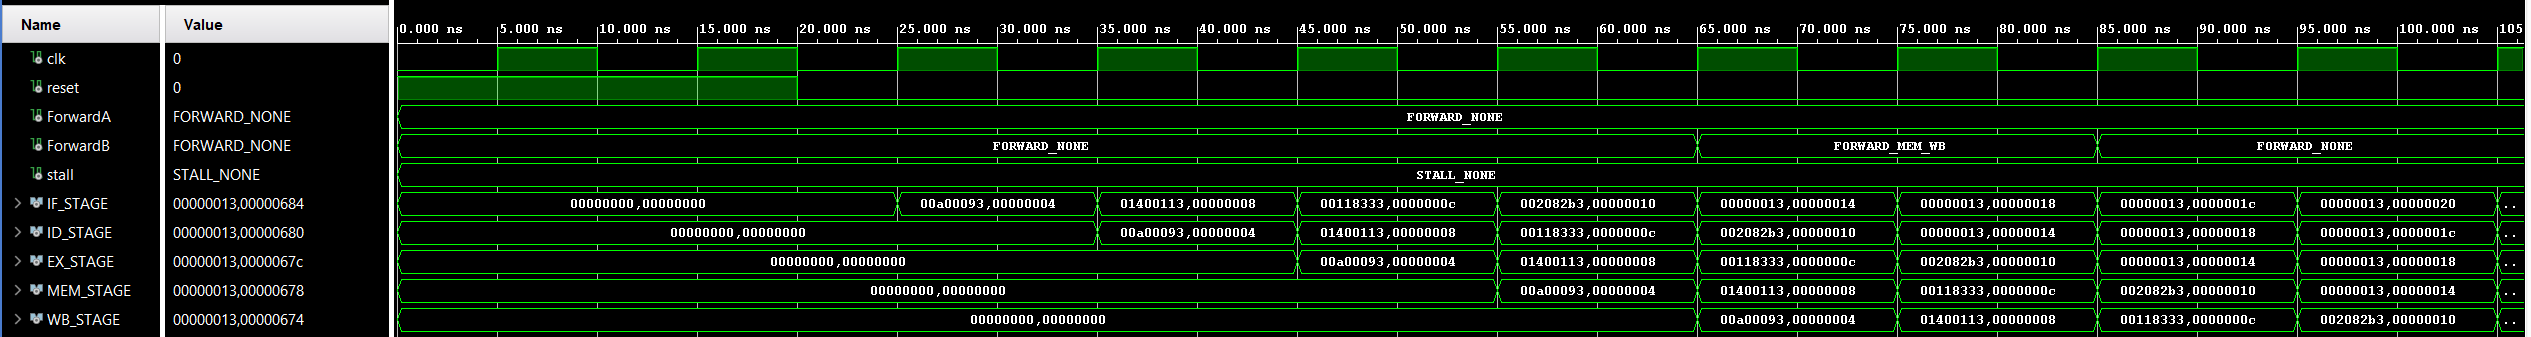 Name Value
0.000 ns 5.000 ns 10.000 ns 15.000 ns 20.000 ns 25.000 ns 30.000 ns 35.000 ns 40.000 ns 45.000 ns 50.000 ns 55.000 ns 60.000 ns 65.000 ns 70.000 ns 75.000 ns 80.000 ns 85.000 ns 90.000 ns 95.000 ns 100.000 ns 105
clk 0
reset 0
ForwardA FORWARD_NONE FORWARD_NONE
ForwardB FORWARD_NONE FORWARD_NONE FORWARD_MEM_WB FORWARD_NONE
stall STALL_NONE STALL_NONE
IF_STAGE 00000013,00000684 00000000,00000000 00a00093,00000004 01400113,00000008 00118333,0000000c 002082b3,00000010 00000013,00000014 00000013,00000018 00000013,0000001c 00000013,00000020 ..
ID_STAGE 00000013,00000680 00000000,00000000 00a00093,00000004 01400113,00000008 00118333,0000000c 002082b3,00000010 00000013,00000014 00000013,00000018 00000013,0000001c ..
EX_STAGE 00000013,0000067c 00000000,00000000 00a00093,00000004 01400113,00000008 00118333,0000000c 002082b3,00000010 00000013,00000014 00000013,00000018 ..
MEM_STAGE 00000013,00000678 00000000,00000000 00a00093,00000004 01400113,00000008 00118333,0000000c 002082b3,00000010 00000013,00000014 ..
WB_STAGE 00000013,00000674 00000000,00000000 00a00093,00000004 01400113,00000008 00118333,0000000c 002082b3,00000010 ..